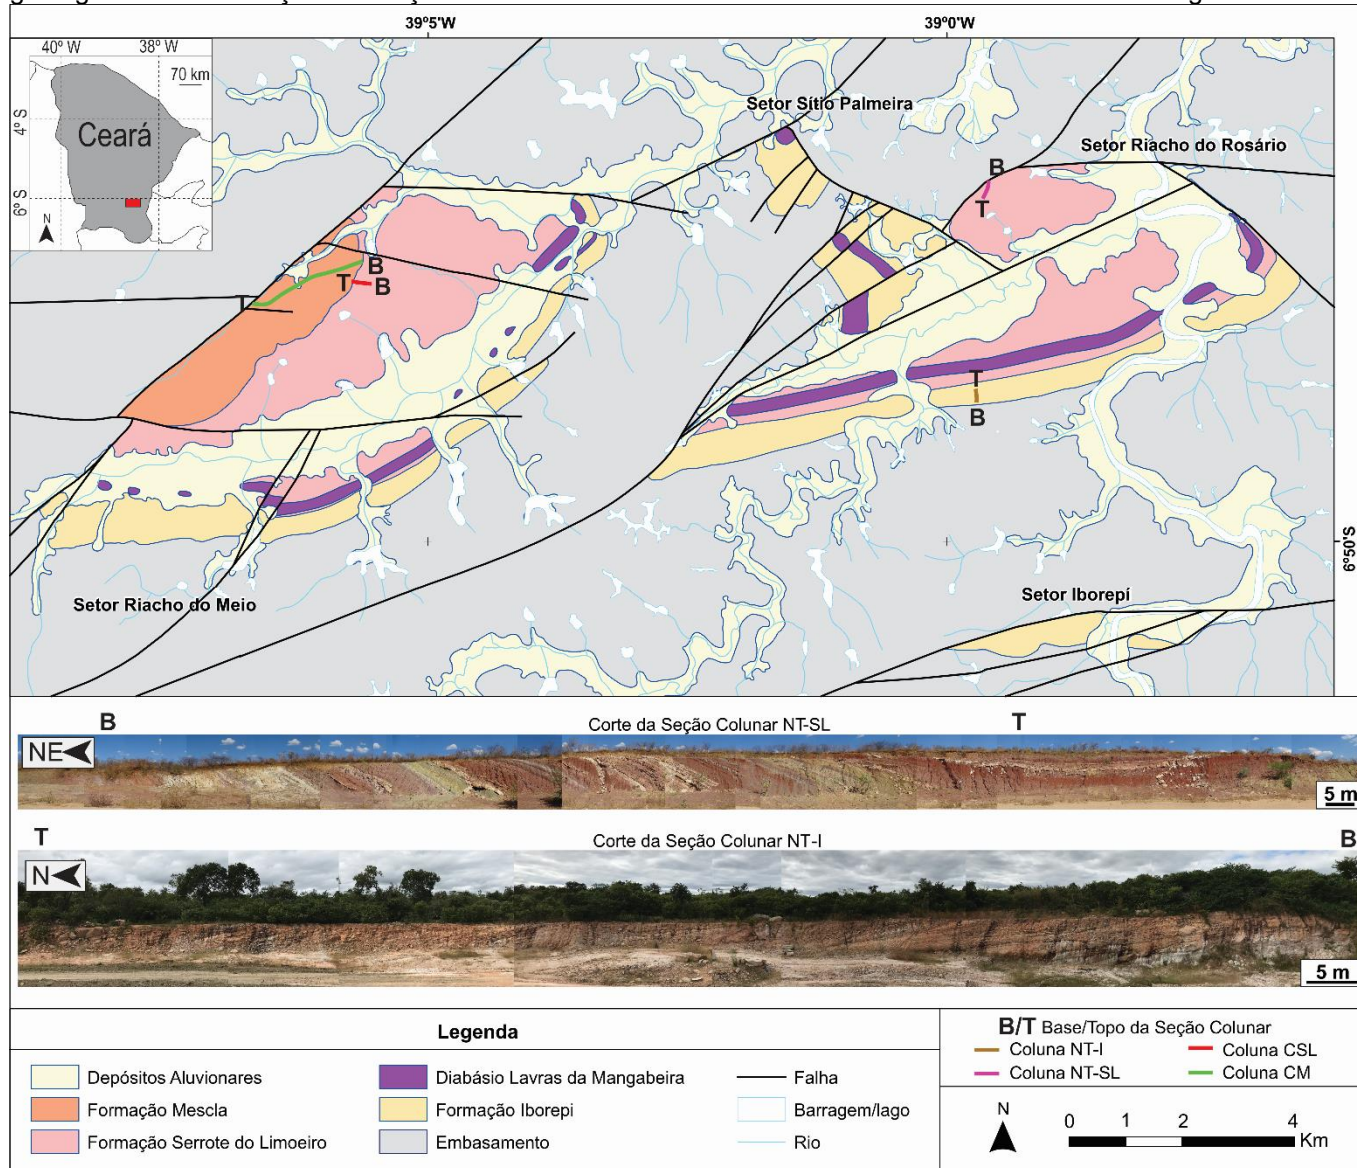 39°5'W
39°0'W
40° W
38° W
70 km
4° S
Ceará
6° S
N
Setor Sítio Palmeira
Setor Riacho do Rosário
B
T
B
T
B
T
T
B
6°50'S
Setor Riacho do Meio
Setor Iborepí
B
Corte da Seção Colunar NT-SL
T
NE
5 m
T
Corte da Seção Colunar NT-I
B
N
5 m
Legenda
Depósitos Aluvionares
Formação Mescla
Formação Serrote do Limoeiro
Diabásio Lavras da Mangabeira
Formação Iborepi
Embasamento
Falha
Barragem/lago
Rio
B/T Base/Topo da Seção Colunar
Coluna NT-I
Coluna CSL
Coluna NT-SL
Coluna CM
N
0 1 2 4
Km